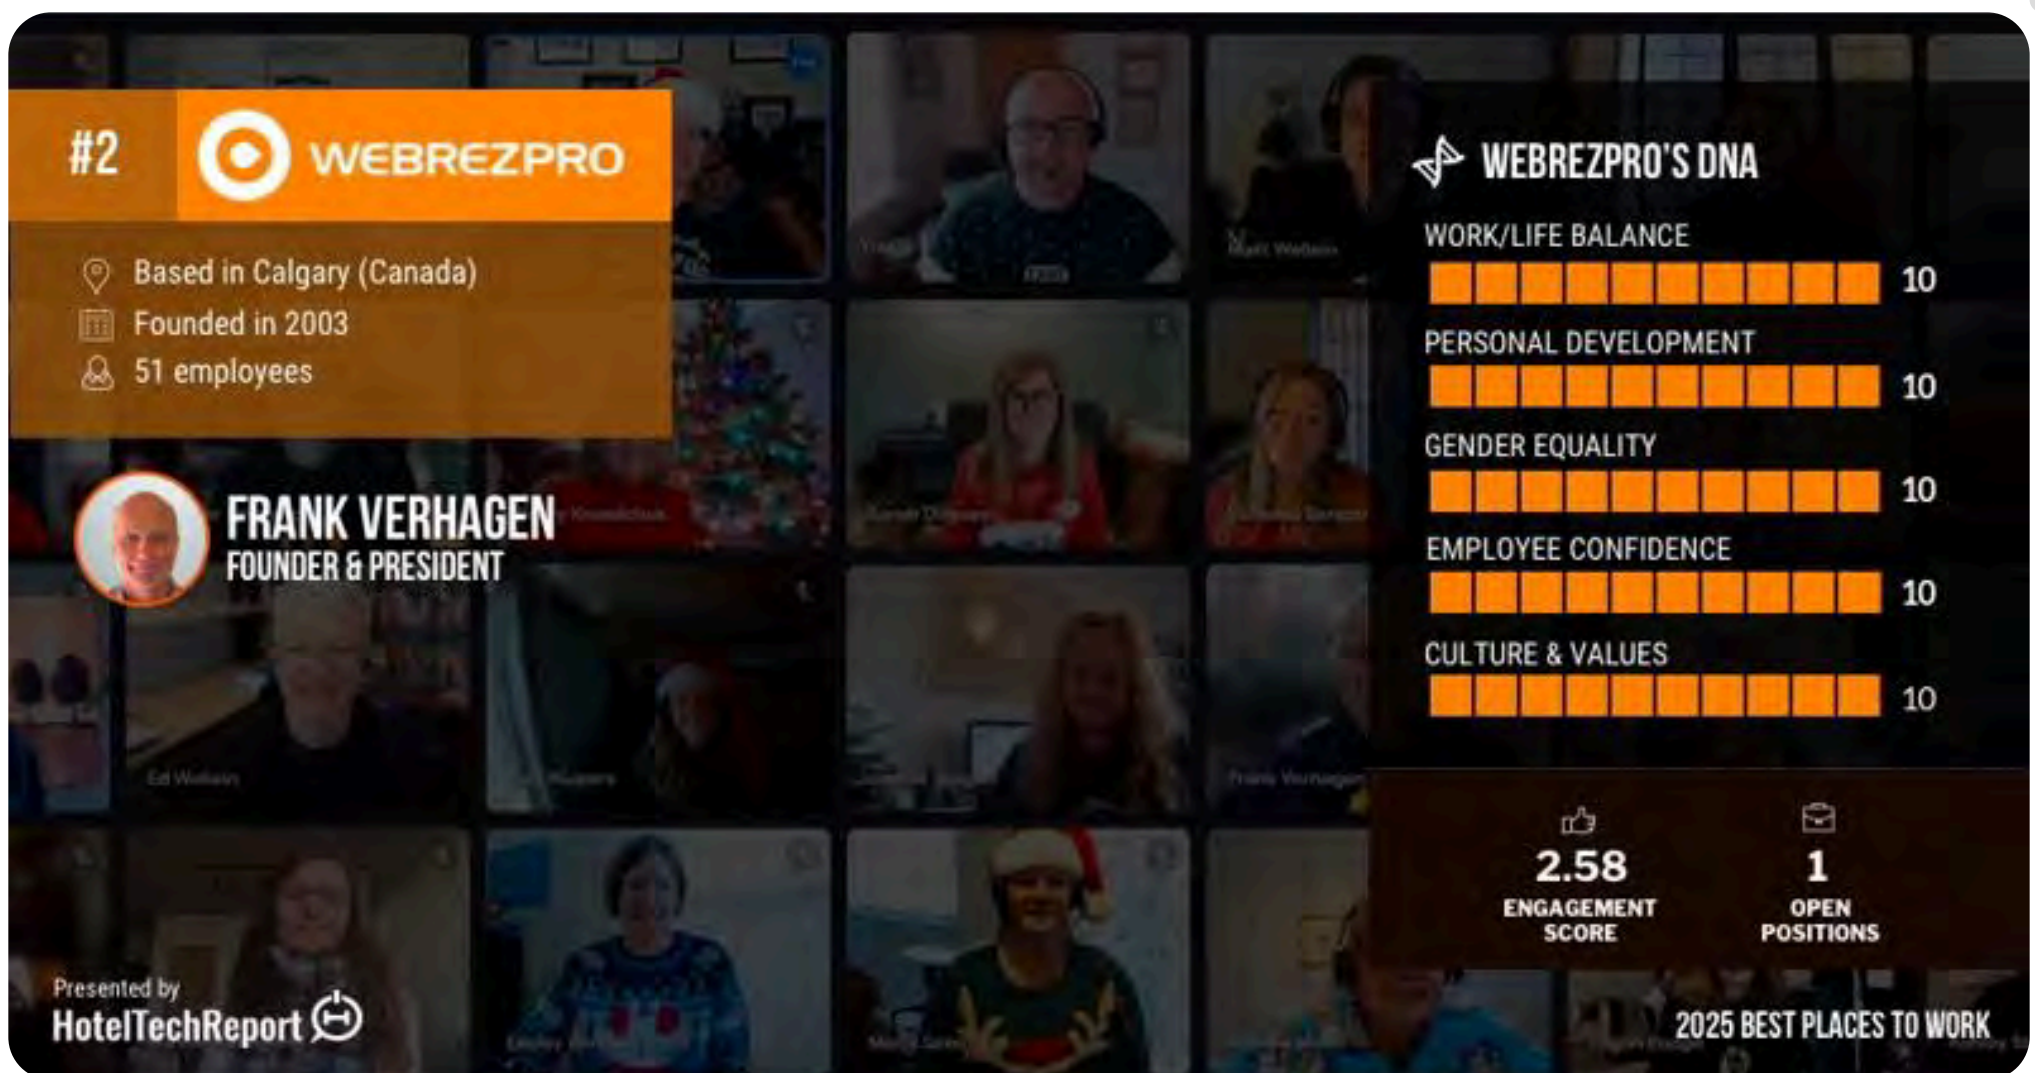 #2
WEBREZPRO
Based in Calgary (Canada)
Founded in 2003
51 employees
FRANK VERHAGEN
FOUNDER & PRESIDENT
WEBREZPRO'S DNA
WORK/LIFE BALANCE
10
PERSONAL DEVELOPMENT
10
GENDER EQUALITY
10
EMPLOYEE CONFIDENCE
10
CULTURE & VALUES
10
2.58
ENGAGEMENT
SCORE
1
OPEN
POSITIONS
Frank Verhagen
Presented by
HotelTechReport
2025 BEST PLACES TO WORK